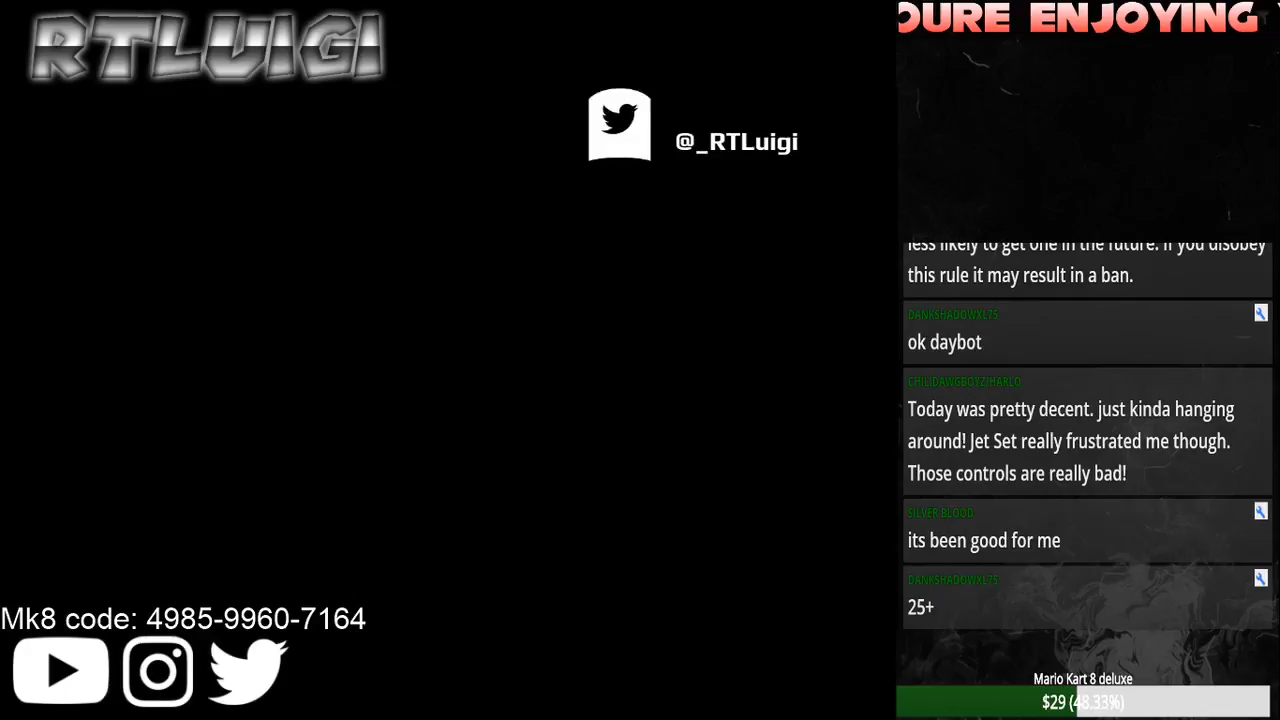 RTLUIGI
OURE ENJOYING
@_RTLuigi
less likely to get one in the future. If you disobey
this rule it may result in a ban.
DANKSHADOWXL75
ok daybot
CHILIDAWGBOYZ/HARLO
Today was pretty decent. just kinda hanging
around! Jet Set really frustrated me though.
Those controls are really bad!
SILVER BLOOD
its been good for me
DANKSHADOWXL75
25+
Mk8 code: 4985-9960-7164
Mario Kart 8 deluxe
$29 (48.33%)